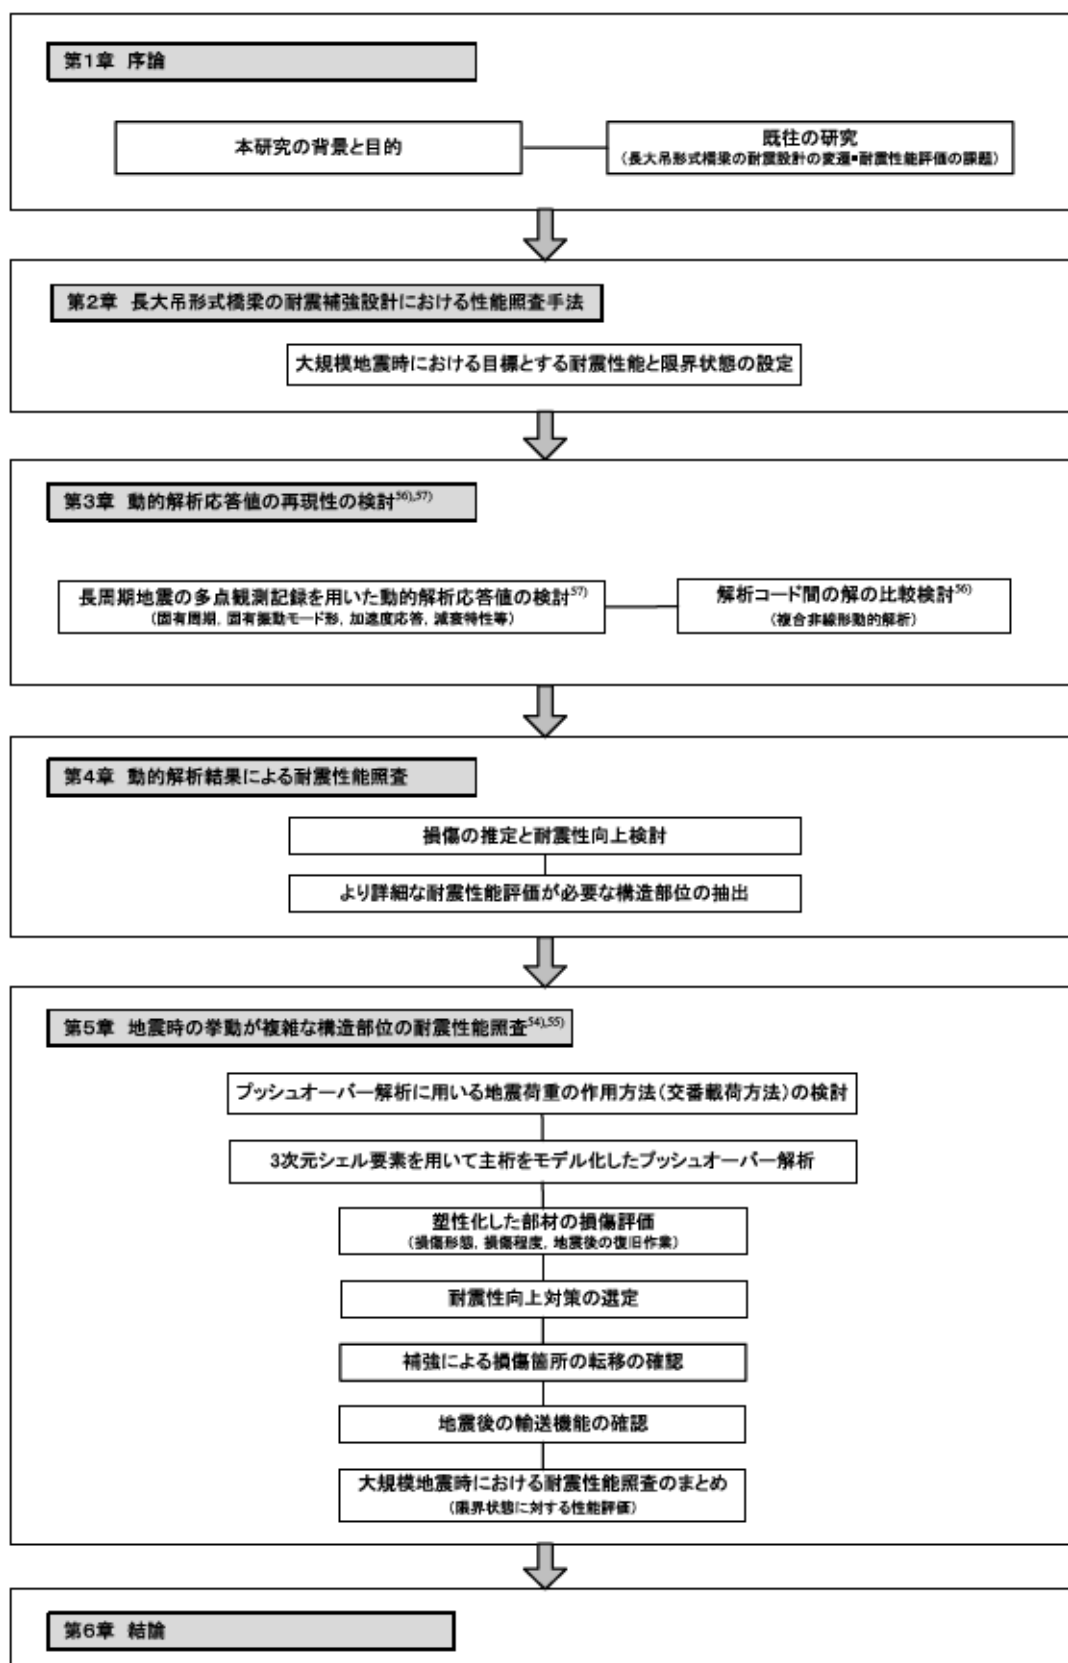 第1章 序論
本研究の背景と目的
既往の研究
(長大吊形式橋梁の耐震設計の変遷・耐震性能評価の課題)
第2章 長大吊形式橋梁の耐震補強設計における性能照査手法
大規模地震時における目標とする耐震性能と限界状態の設定
第3章 動的解析応答値の再現性の検討56),57)
長周期地震の多点観測記録を用いた動的解析応答値の検討57)
(固有周期, 固有振動モード形, 加速度応答, 減衰特性等)
解析コード間の解の比較検討56)
(複合非線形動的解析)
第4章 動的解析結果による耐震性能照査
損傷の推定と耐震性向上検討
より詳細な耐震性能評価が必要な構造部位の抽出
第5章 地震時の挙動が複雑な構造部位の耐震性能照査54),55)
プッシュオーバー解析に用いる地震荷重の作用方法(交番載荷方法)の検討
3次元シェル要素を用いて主桁をモデル化したプッシュオーバー解析
塑性化した部材の損傷評価
(損傷形態, 損傷程度, 地震後の復旧作業)
耐震性向上対策の選定
補強による損傷箇所の転移の確認
地震後の輸送機能の確認
大規模地震時における耐震性能照査のまとめ
(限界状態に対する性能評価)
第6章 結論